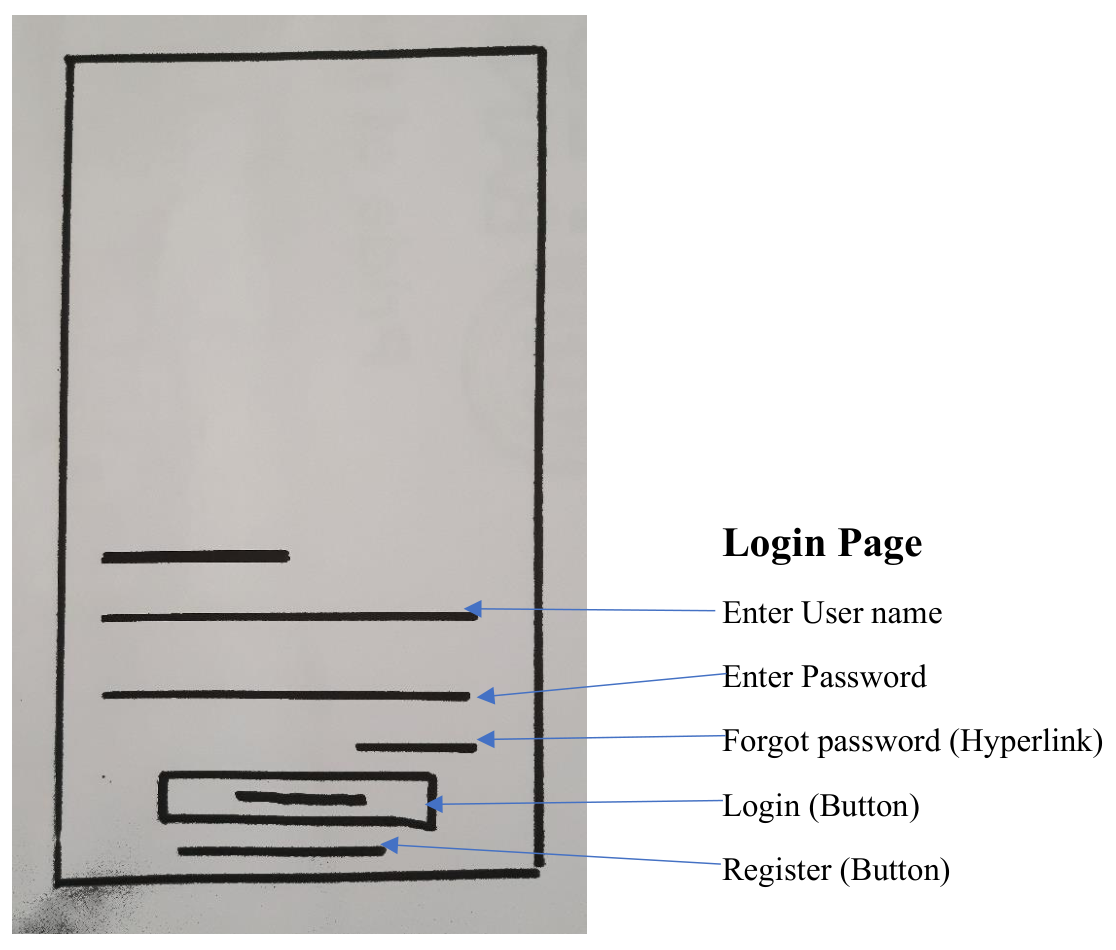 Login Page
Enter User name
Enter Password
Forgot password (Hyperlink)
Login (Button)
Register (Button)